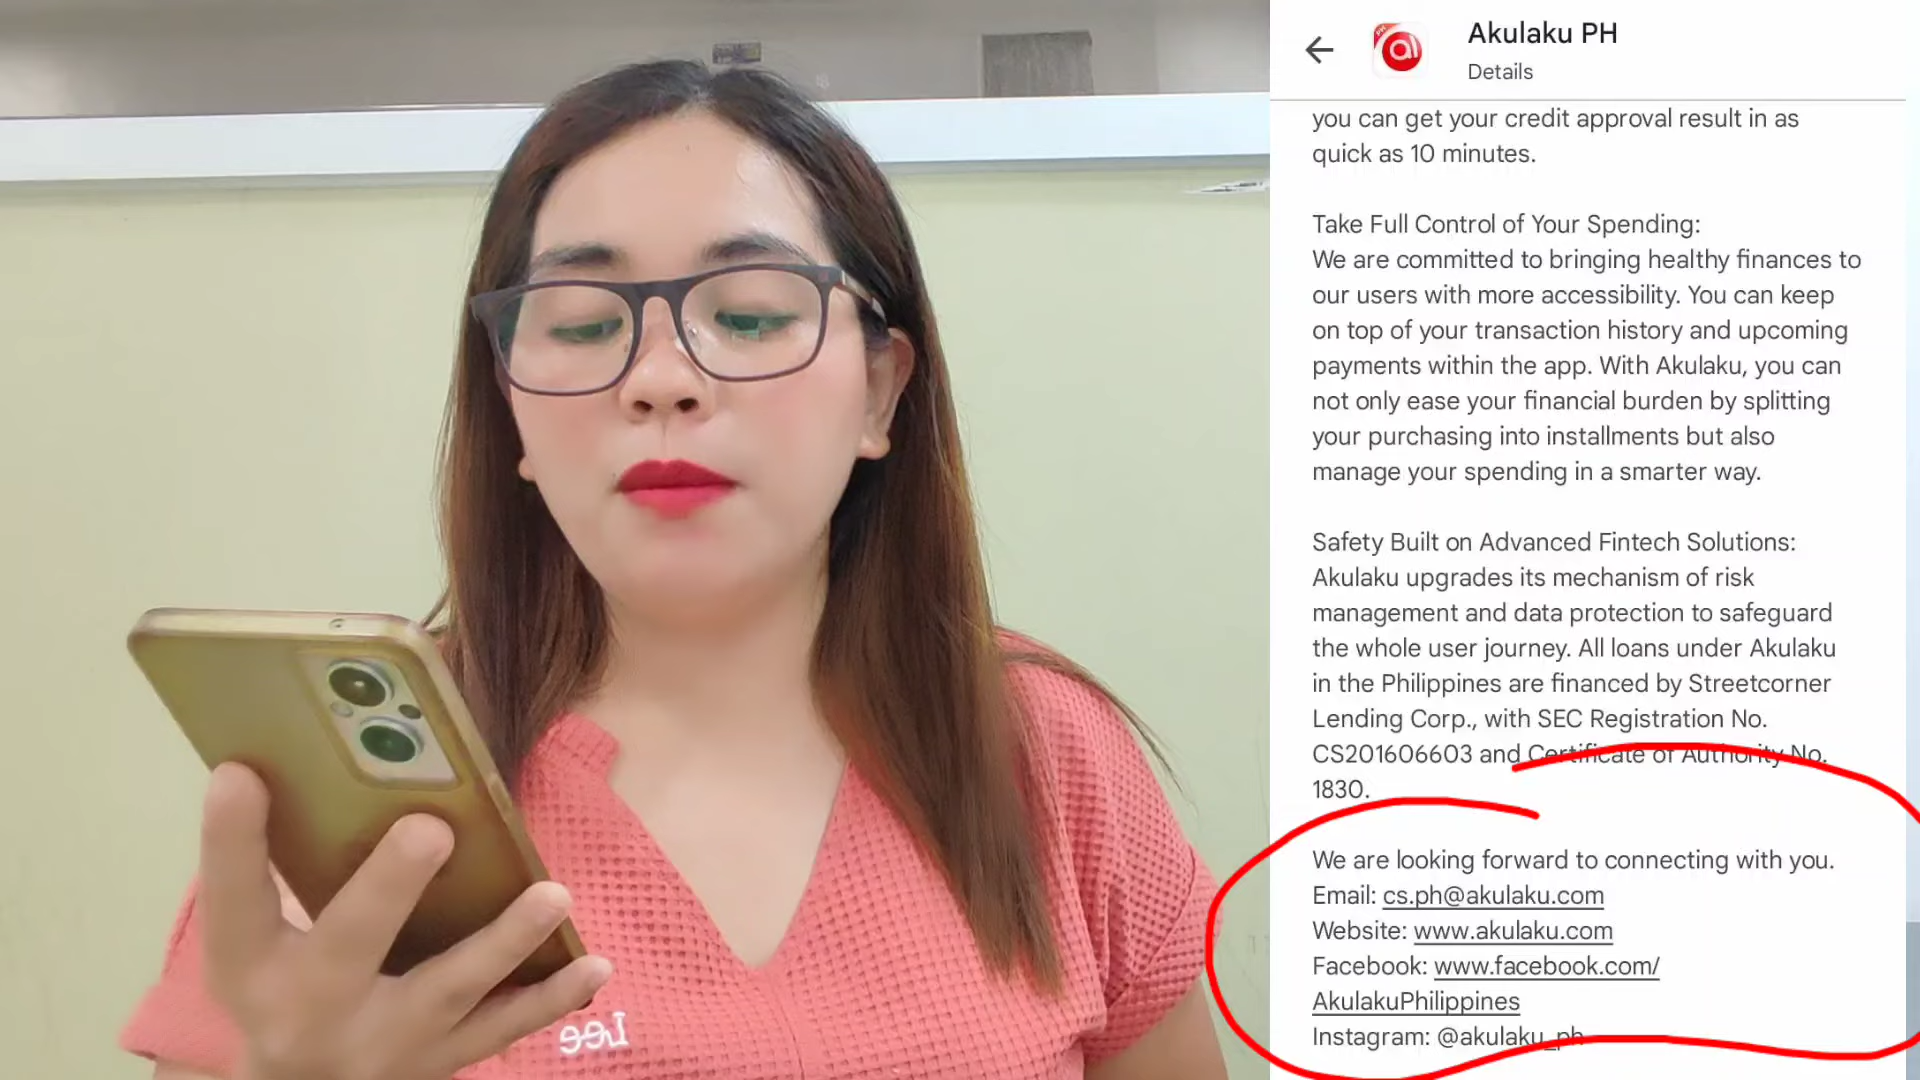 Akulaku PH
Details
you can get your credit approval result in as
quick as 10 minutes.
Take Full Control of Your Spending:
We are committed to bringing healthy finances to
our users with more accessibility. You can keep
on top of your transaction history and upcoming
payments within the app. With Akulaku, you can
not only ease your financial burden by splitting
your purchasing into installments but also
manage your spending in a smarter way.
Safety Built on Advanced Fintech Solutions:
Akulaku upgrades its mechanism of risk
management and data protection to safeguard
the whole user journey. All loans under Akulaku
in the Philippines are financed by Streetcorner
Lending Corp., with SEC Registration No.
CS201606603 and Certificate of Authority No.
1830.
We are looking forward to connecting with you.
Email: cs.ph@akulaku.com
Website: www.akulaku.com
Facebook: www.facebook.com/
AkulakuPhilippines
Instagram: @akulaku_ph
Lee